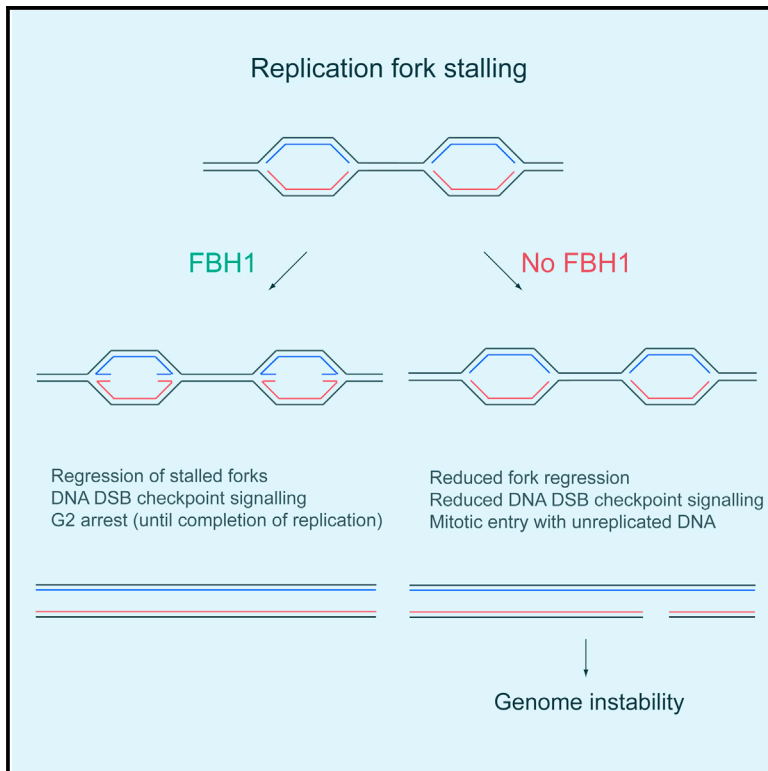 Replication fork stalling
FBH1
No FBH1
Regression of stalled forks
DNA DSB checkpoint signalling
G2 arrest (until completion of replication)
Reduced fork regression
Reduced DNA DSB checkpoint signalling
Mitotic entry with unreplicated DNA
Genome instability